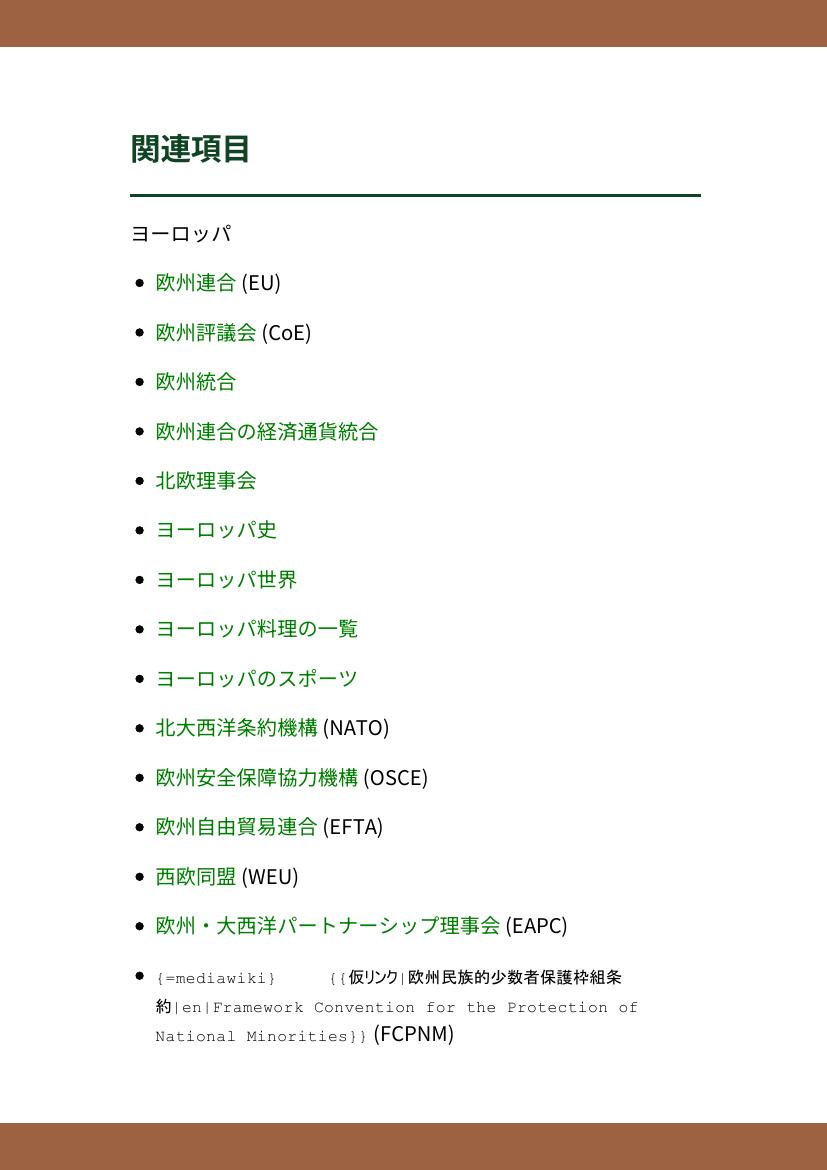 関連項目
ヨーロッパ
• 欧州連合 (EU)
• 欧州評議会 (CoE)
• 欧州統合
• 欧州連合の経済通貨統合
• 北欧理事会
• ヨーロッパ史
• ヨーロッパ世界
• ヨーロッパ料理の一覧
• ヨーロッパのスポーツ
• 北大西洋条約機構 (NATO)
• 欧州安全保障協力機構 (OSCE)
• 欧州自由貿易連合 (EFTA)
• 西欧同盟 (WEU)
• 欧州・大西洋パートナーシップ理事会 (EAPC)
• {=mediawiki} {{仮リンク|欧州民族的少数者保護枠組条
約|en|Framework Convention for the Protection of
National Minorities}} (FCPNM)